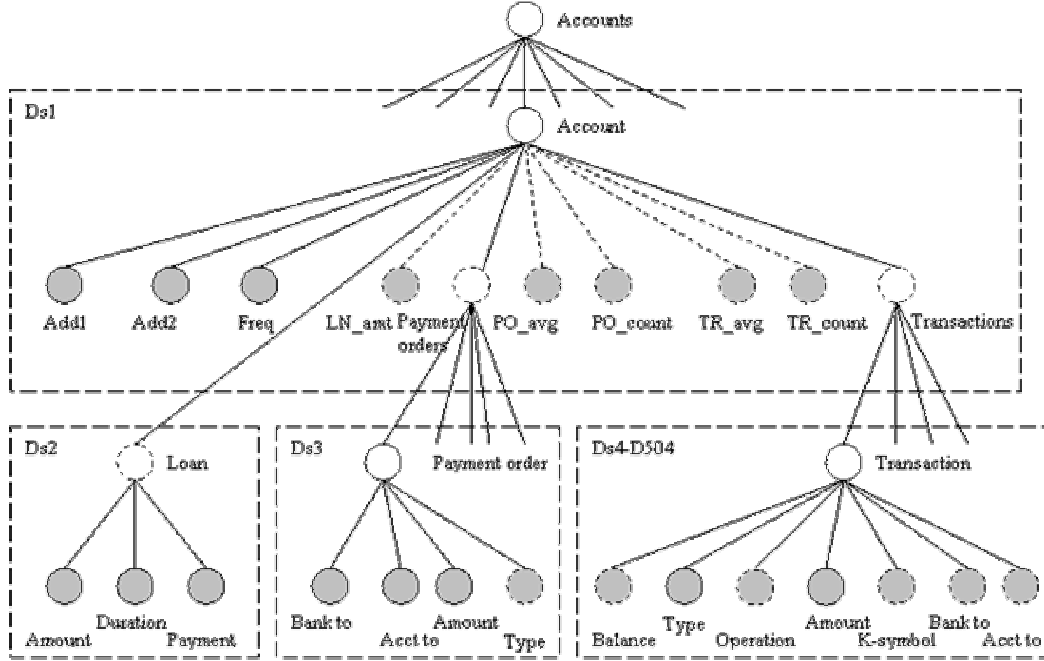 Accounts
Ds1
Account
Add1
Add2
Freq
LN_amt
Payment
orders
PO_avg
PO_count
TR_avg
TR_count
Transactions
Ds2
Loan
Ds3
Payment order
Ds4-D504
Transaction
Amount
Duration
Payment
Bank to
Acct to
Amount
Type
Balance
Type
Operation
Amount
K-symbol
Bank to
Acct to